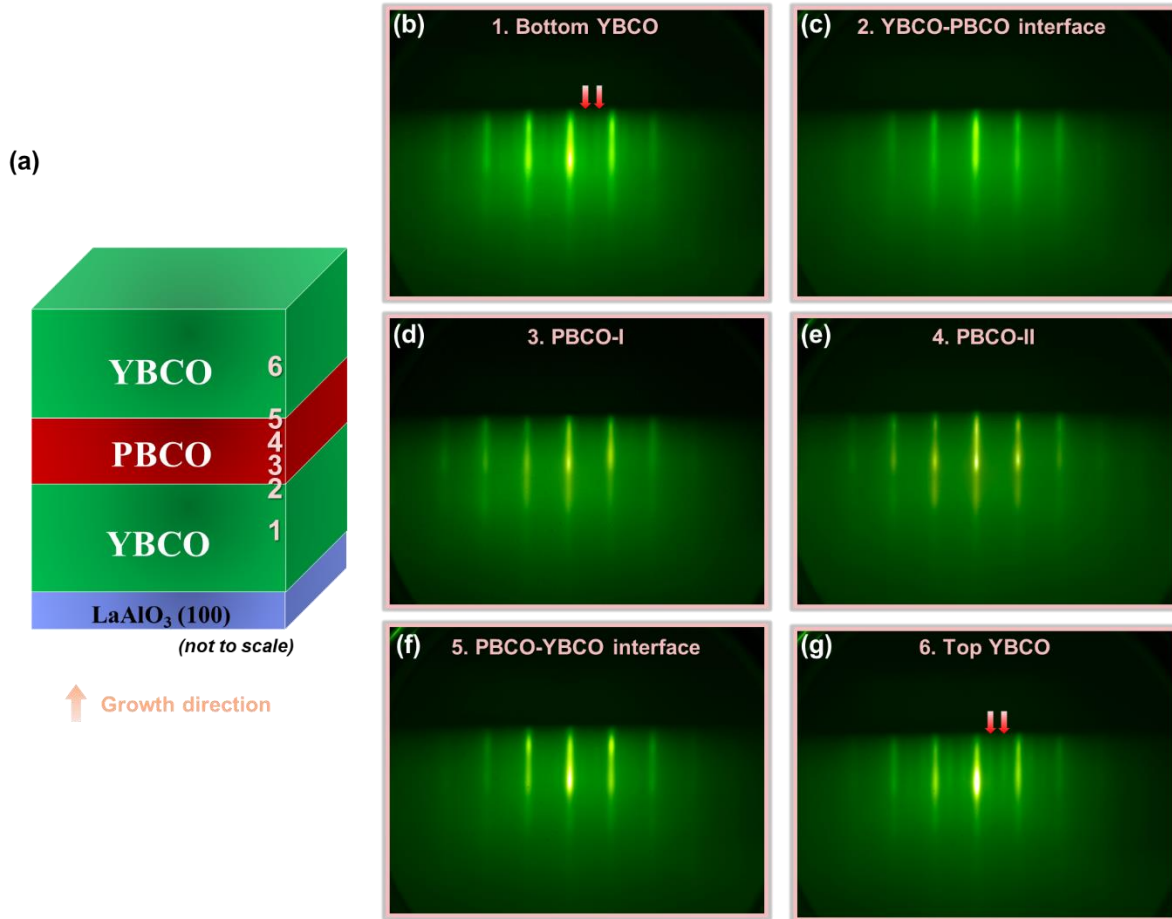 (a)
YBCO
6
5
PBCO
4
3
2
YBCO
1
LaAlO₃ (100)
(not to scale)
Growth direction
(b)
1. Bottom YBCO
(c)
2. YBCO-PBCO interface
(d)
3. PBCO-I
(e)
4. PBCO-II
(f)
5. PBCO-YBCO interface
(g)
6. Top YBCO